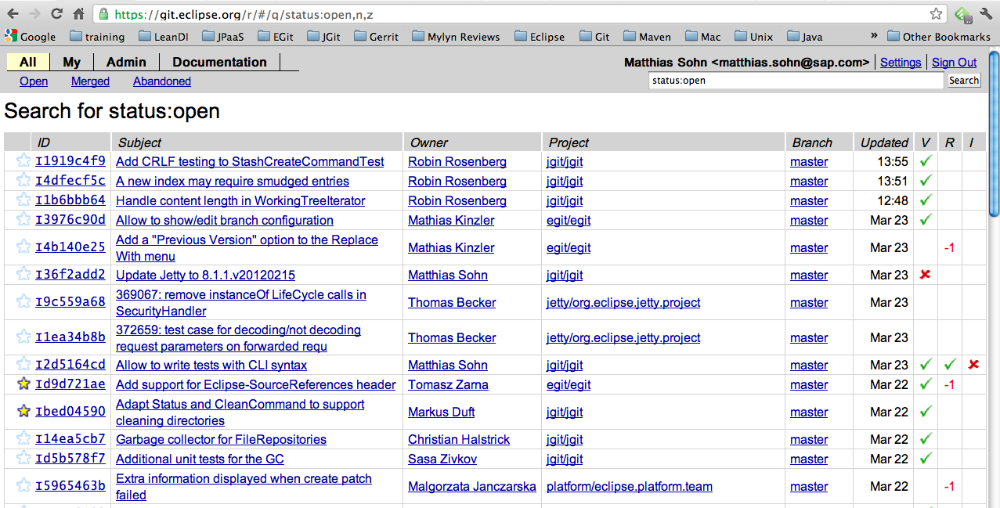 https://git.eclipse.org/r/#/q/status:open,n,z
Google training LeanDI JPaaS EGit JGit Gerrit Mylyn Reviews Eclipse Git Maven Mac Unix Java » Other Bookmarks
All My Admin Documentation Matthias Sohn <matthias.sohn@sap.com> Settings Sign Out
Open Merged Abandoned status:open Search
Search for status:open
ID Subject Owner Project Branch Updated V R I
I1919c4f9 Add CRLF testing to StashCreateCommandTest Robin Rosenberg jgit/jgit master 13:55
I4dfecf5c A new index may require smudged entries Robin Rosenberg jgit/jgit master 13:51
I1b6bbb64 Handle content length in WorkingTreeIterator Robin Rosenberg jgit/jgit master 12:48
I3976c90d Allow to show/edit branch configuration Mathias Kinzler egit/egit master Mar 23
I4b140e25 Add a "Previous Version" option to the Replace
With menu Mathias Kinzler egit/egit master Mar 23 -1
I36f2add2 Update Jetty to 8.1.1.v20120215 Matthias Sohn jgit/jgit master Mar 23
I9c559a68 369067: remove instanceOf LifeCycle calls in
SecurityHandler Thomas Becker jetty/org.eclipse.jetty.project master Mar 23
I1ea34b8b 372659: test case for decoding/not decoding
request parameters on forwarded requ Thomas Becker jetty/org.eclipse.jetty.project master Mar 23
I2d5164cd Allow to write tests with CLI syntax Matthias Sohn jgit/jgit master Mar 23
Id9d721ae Add support for Eclipse-SourceReferences header Tomasz Zarna egit/egit master Mar 22 -1
Ibed04590 Adapt Status and CleanCommand to support
cleaning directories Markus Duft jgit/jgit master Mar 22
I14ea5cb7 Garbage collector for FileRepositories Christian Halstrick jgit/jgit master Mar 22
Id5b578f7 Additional unit tests for the GC Sasa Zivkov jgit/jgit master Mar 22
I5965463b Extra information displayed when create patch
failed Malgorzata Janczarska platform/eclipse.platform.team master Mar 22 -1